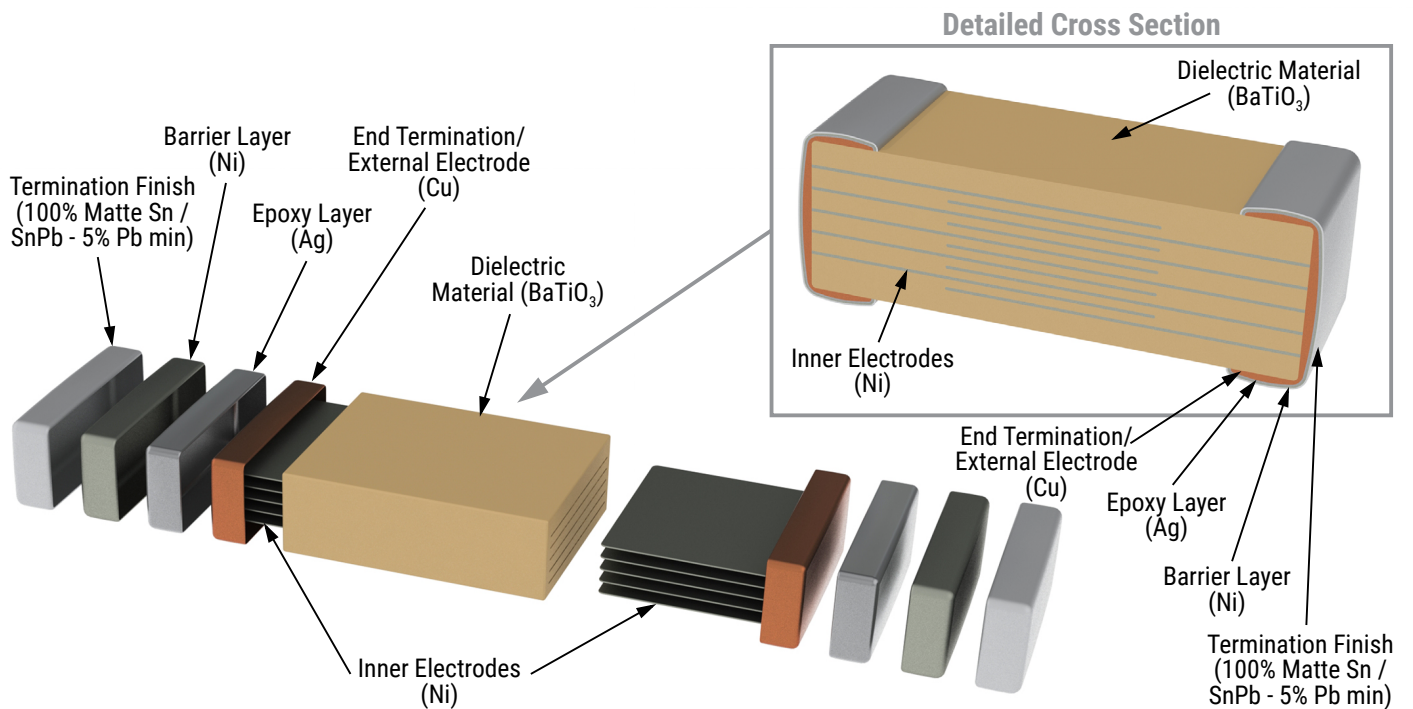 Detailed Cross Section
Dielectric Material
(BaTiO₃)
Barrier Layer
(Ni)
End Termination/
External Electrode
(Cu)
Termination Finish
(100% Matte Sn /
SnPb - 5% Pb min)
Epoxy Layer
(Ag)
Dielectric
Material (BaTiO₃)
Inner Electrodes
(Ni)
End Termination/
External Electrode
(Cu)
Epoxy Layer
(Ag)
Barrier Layer
(Ni)
Termination Finish
(100% Matte Sn /
SnPb - 5% Pb min)
Inner Electrodes
(Ni)